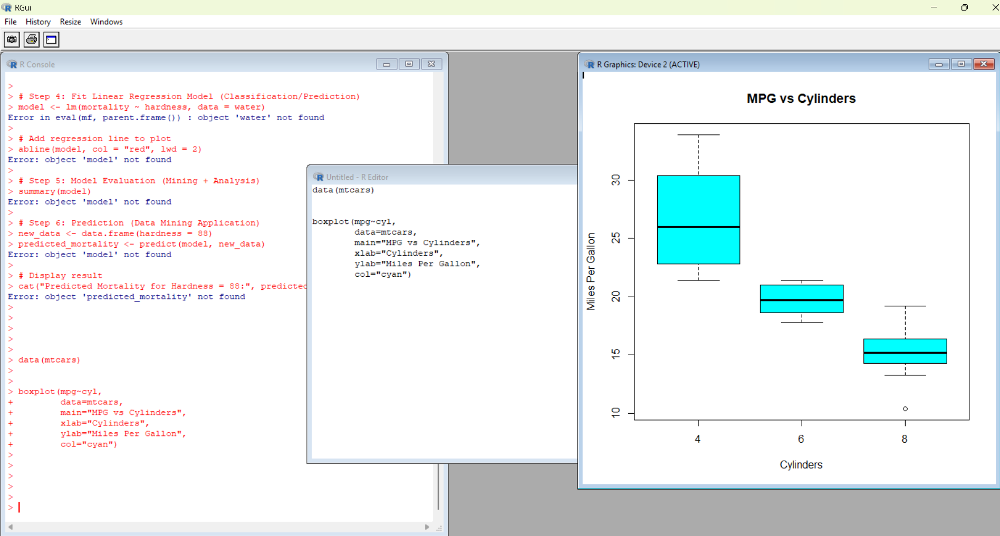 RGui
File History Resize Windows
R Console
>
> # Step 4: Fit Linear Regression Model (Classification/Prediction)
> model <- lm(mortality ~ hardness, data = water)
Error in eval(mf, parent.frame()) : object 'water' not found
>
> # Add regression line to plot
> abline(model, col = "red", lwd = 2)
Error: object 'model' not found
>
> # Step 5: Model Evaluation (Mining + Analysis)
> summary(model)
Error: object 'model' not found
>
> # Step 6: Prediction (Data Mining Application)
> new_data <- data.frame(hardness = 88)
> predicted_mortality <- predict(model, new_data)
Error: object 'model' not found
>
> # Display result
> cat("Predicted Mortality for Hardness = 88:", predicted
Error: object 'predicted_mortality' not found
>
>
>
>
>
> data(mtcars)
>
>
> boxplot(mpg~cyl,
+         data=mtcars,
+         main="MPG vs Cylinders",
+         xlab="Cylinders",
+         ylab="Miles Per Gallon",
+         col="cyan")
>
>
>
>
>
>
Untitled - R Editor
data(mtcars)
boxplot(mpg~cyl,
        data=mtcars,
        main="MPG vs Cylinders",
        xlab="Cylinders",
        ylab="Miles Per Gallon",
        col="cyan")
R Graphics: Device 2 (ACTIVE)
MPG vs Cylinders
Miles Per Gallon
30
25
20
15
10
4 6 8
Cylinders